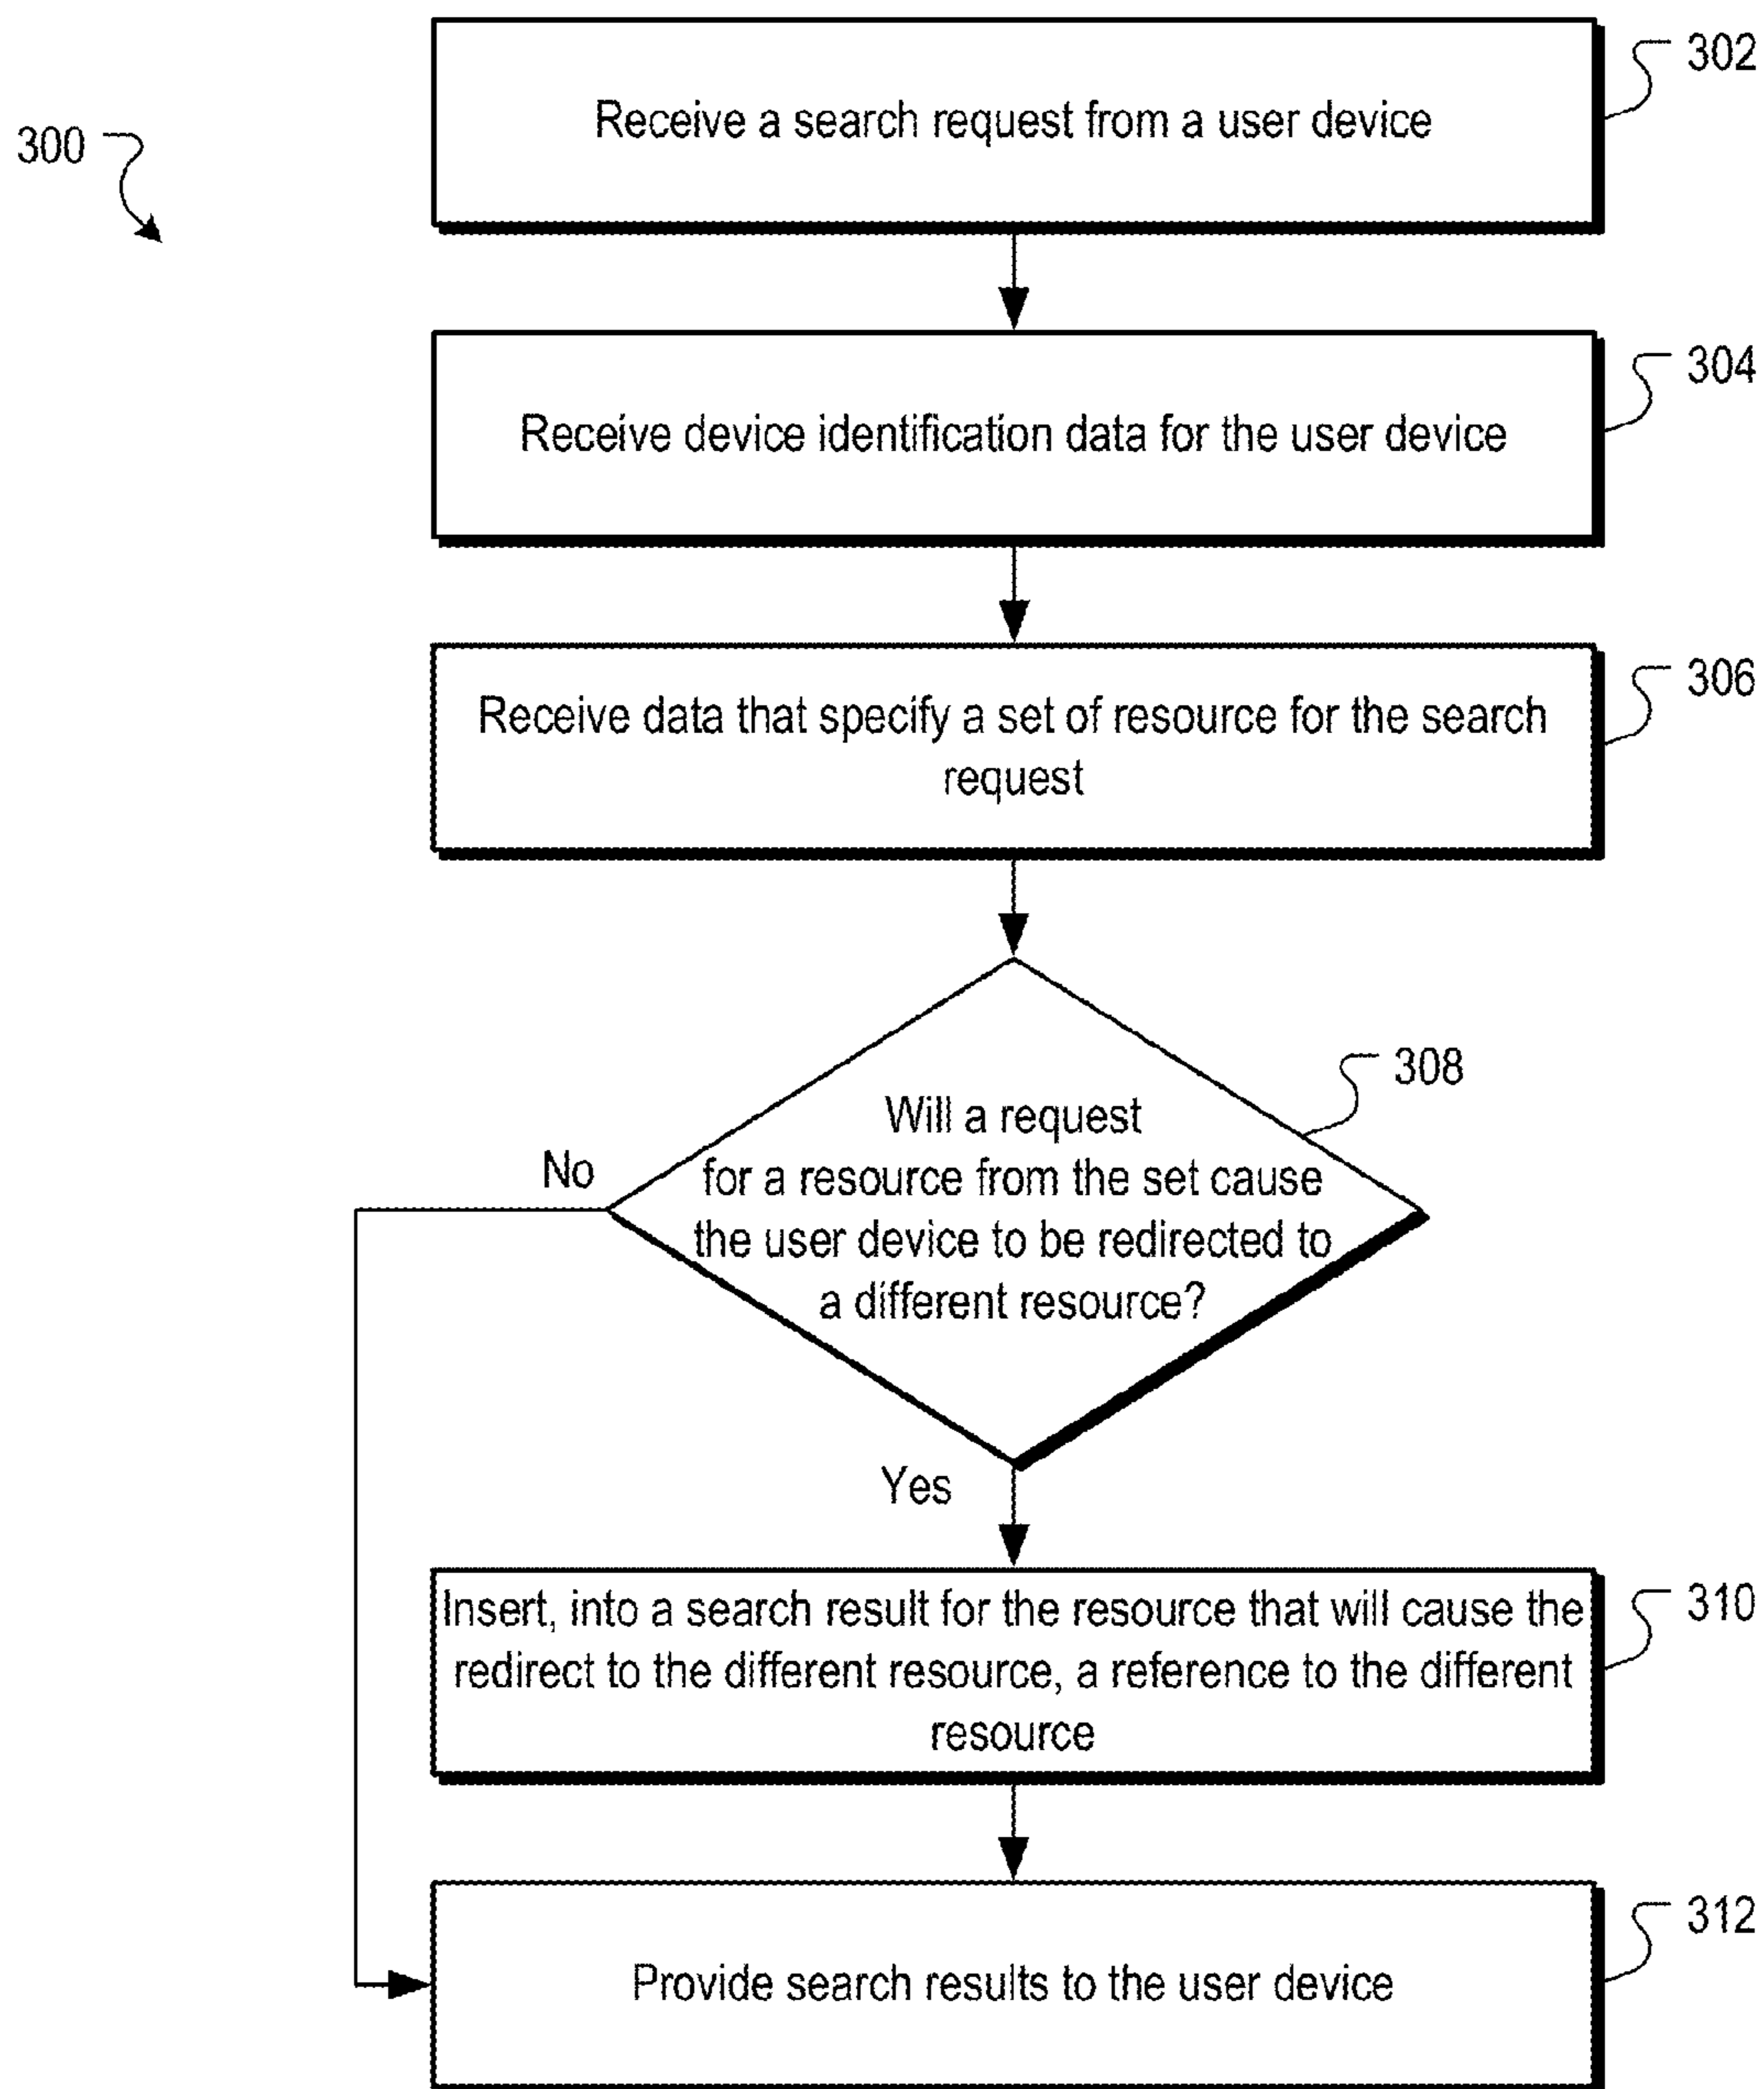 302
Receive a search request from a user device
300
304
Receive device identification data for the user device
306
Receive data that specify a set of resource for the search
request
308
Will a request
for a resource from the set cause
the user device to be redirected to
a different resource?
No
Yes
310
Insert, into a search result for the resource that will cause the
redirect to the different resource, a reference to the different
resource
312
Provide search results to the user device